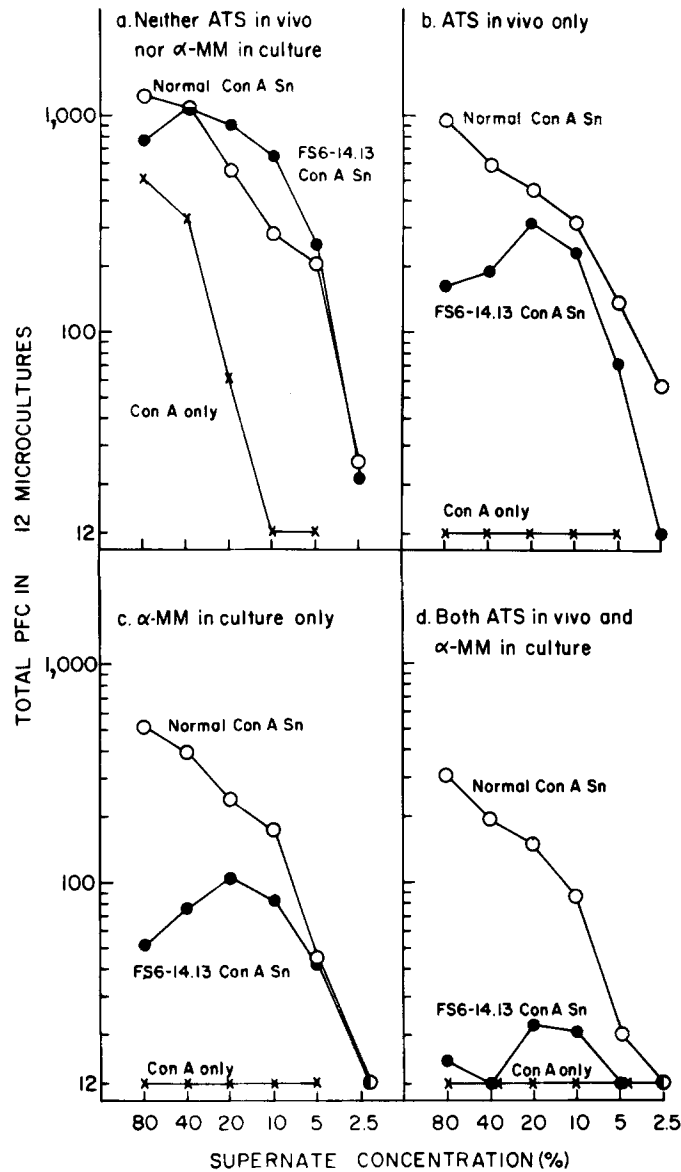 a. Neither ATS in vivo
nor α-MM in culture
Normal Con A Sn
FS6-14.13
Con A Sn
Con A only
1,000
100
12
b. ATS in vivo only
Normal Con A Sn
FS6-14.13 Con A Sn
Con A only
TOTAL PFC IN 12 MICROCULTURES
c. α-MM in culture only
Normal Con A Sn
FS6-14.13 Con A Sn
Con A only
1,000
100
12
80 40 20 10 5 2.5
d. Both ATS in vivo and
α-MM in culture
Normal Con A Sn
FS6-14.13 Con A Sn
Con A only
80 40 20 10 5 2.5
SUPERNATE CONCENTRATION (%)